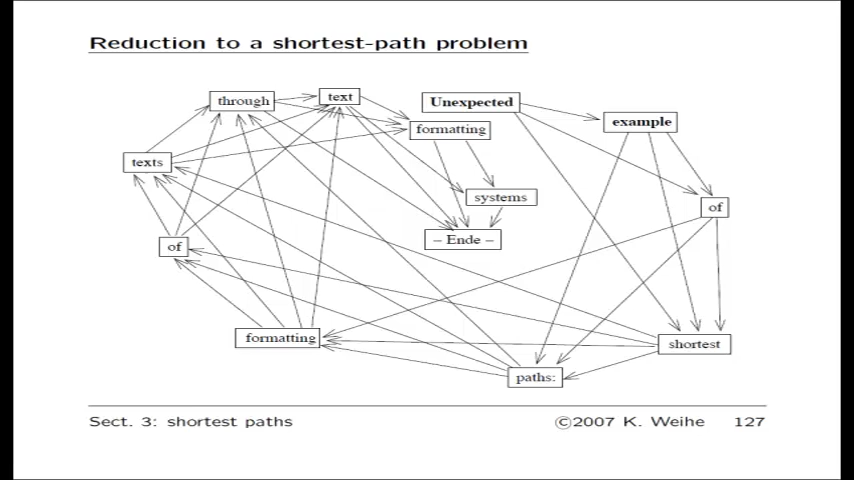 Reduction to a shortest-path problem
through
text
Unexpected
example
formatting
texts
systems
of
– Ende –
of
formatting
shortest
paths:
Sect. 3: shortest paths
©2007 K. Weihe 127